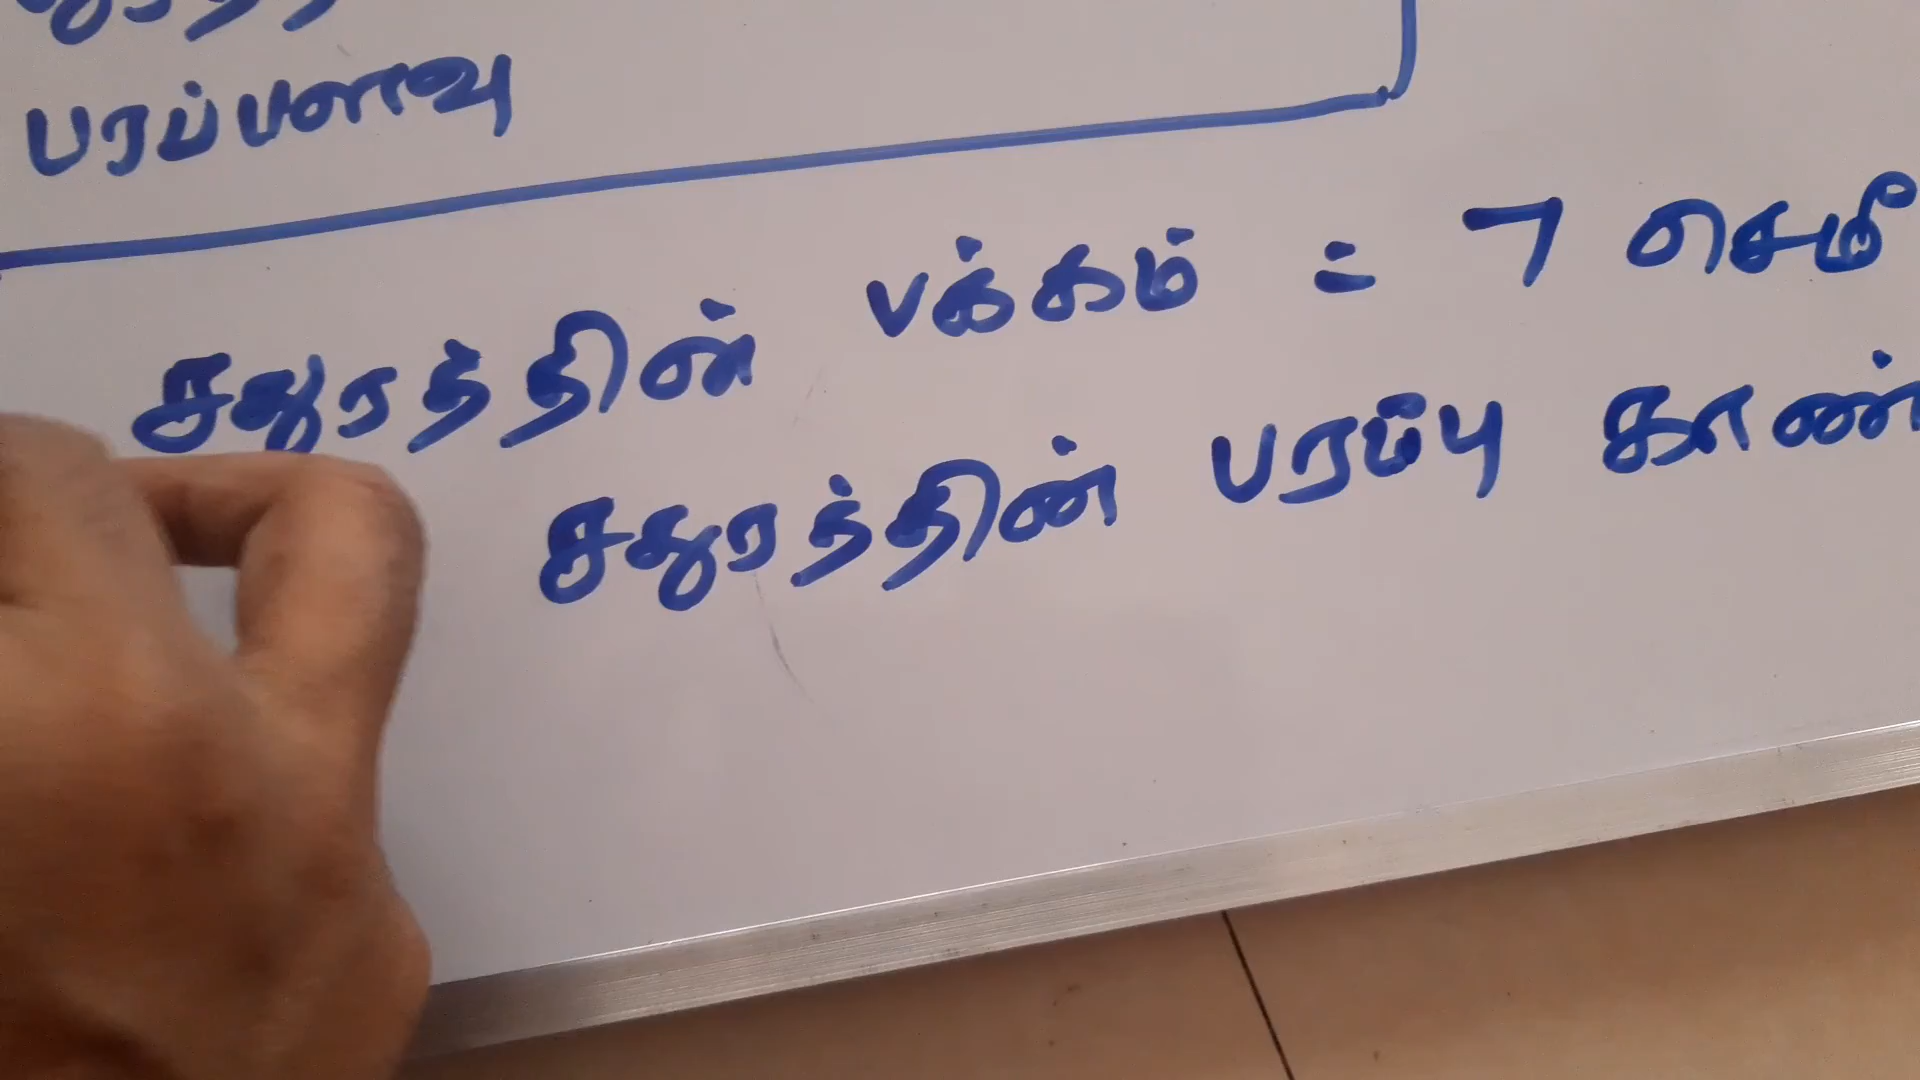 பரப்பளவு
சதுரத்தின் பக்கம் = 7 செமீ
சதுரத்தின் பரப்பு காண்